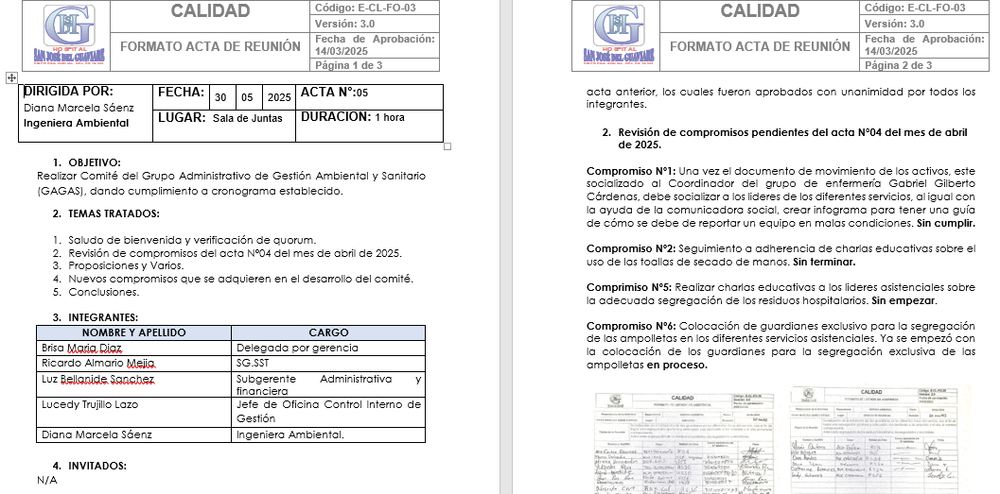 HOSPITAL
SAN JOSÉ DEL GUAVIARE
CALIDAD
FORMATO ACTA DE REUNIÓN
Código: E-CL-FO-03
Versión: 3.0
Fecha de Aprobación:
14/03/2025
Página 1 de 3
DIRIGIDA POR:
Diana Marcela Sáenz
Ingeniera Ambiental
FECHA: 30 05 2025
ACTA N°:05
LUGAR: Sala de Juntas
DURACION: 1 hora
1. OBJETIVO:
Realizar Comité del Grupo Administrativo de Gestión Ambiental y Sanitario
(GAGAS), dando cumplimiento a cronograma establecido.
2. TEMAS TRATADOS:
1. Saludo de bienvenida y verificación de quorum.
2. Revisión de compromisos del acta N°04 del mes de abril de 2025.
3. Proposiciones y Varios.
4. Nuevos compromisos que se adquieren en el desarrollo del comité.
5. Conclusiones.
3. INTEGRANTES:
NOMBRE Y APELLIDO CARGO
Brisa Maria Diaz Delegada por gerencia
Ricardo Almario Mejia SG.SST
Luz Bellanide Sanchez Subgerente Administrativa y
financiera
Lucedy Trujillo Lazo Jefe de Oficina Control Interno de
Gestión
Diana Marcela Sáenz Ingeniera Ambiental.
4. INVITADOS:
N/A
HOSPITAL
SAN JOSÉ DEL GUAVIARE
CALIDAD
FORMATO ACTA DE REUNIÓN
Código: E-CL-FO-03
Versión: 3.0
Fecha de Aprobación:
14/03/2025
Página 2 de 3
acta anterior, los cuales fueron aprobados con unanimidad por todos los
integrantes.
2. Revisión de compromisos pendientes del acta N°04 del mes de abril
de 2025.
Compromiso N°1: Una vez el documento de movimiento de los activos, este
socializado al Coordinador del grupo de enfermería Gabriel Gilberto
Cárdenas, debe socializar a los lideres de los diferentes servicios, al igual con
la ayuda de la comunicadora social, crear infograma para tener una guía
de cómo se debe de reportar un equipo en malas condiciones. Sin cumplir.
Compromiso N°2: Seguimiento a adherencia de charlas educativas sobre el
uso de las toallas de secado de manos. Sin terminar.
Comprimiso N°5: Realizar charlas educativas a los lideres asistenciales sobre
la adecuada segregación de los residuos hospitalarios. Sin empezar.
Compromiso N°6: Colocación de guardianes exclusivo para la segregación
de las ampolletas en los diferentes servicios asistenciales. Ya se empezó con
la colocación de los guardianes para la segregación exclusiva de las
ampolletas en proceso.
CALIDAD
CALIDAD